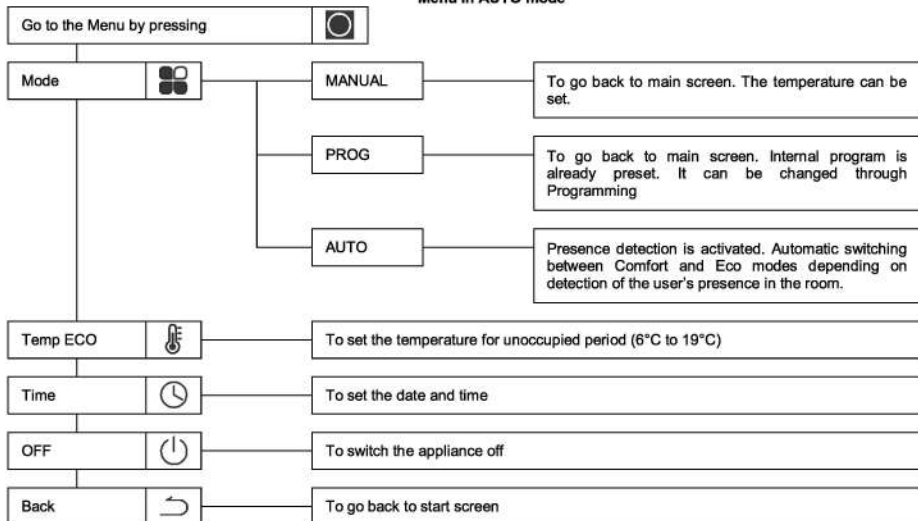 Menu in AUTO mode
Go to the Menu by pressing
Mode
MANUAL
To go back to main screen. The temperature can be
set.
PROG
To go back to main screen. Internal program is
already preset. It can be changed through
Programming
AUTO
Presence detection is activated. Automatic switching
between Comfort and Eco modes depending on
detection of the user's presence in the room.
Temp ECO
To set the temperature for unoccupied period (6°C to 19°C)
Time
To set the date and time
OFF
To switch the appliance off
Back
To go back to start screen